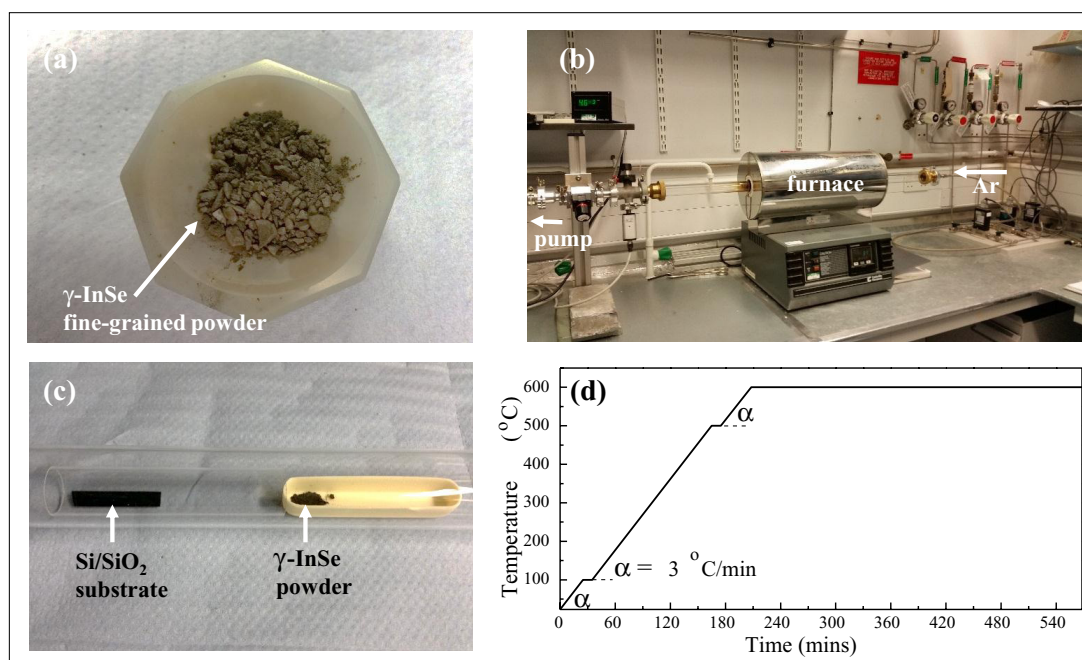 (a)
γ-InSe
fine-grained powder
(b)
furnace
Ar
pump
(c)
Si/SiO2
substrate
γ-InSe
powder
(d)
Temperature (°C)
600
500
400
300
200
100
α
α = 3 °C/min
α
0 60 120 180 240 300 360 420 480 540
Time (mins)